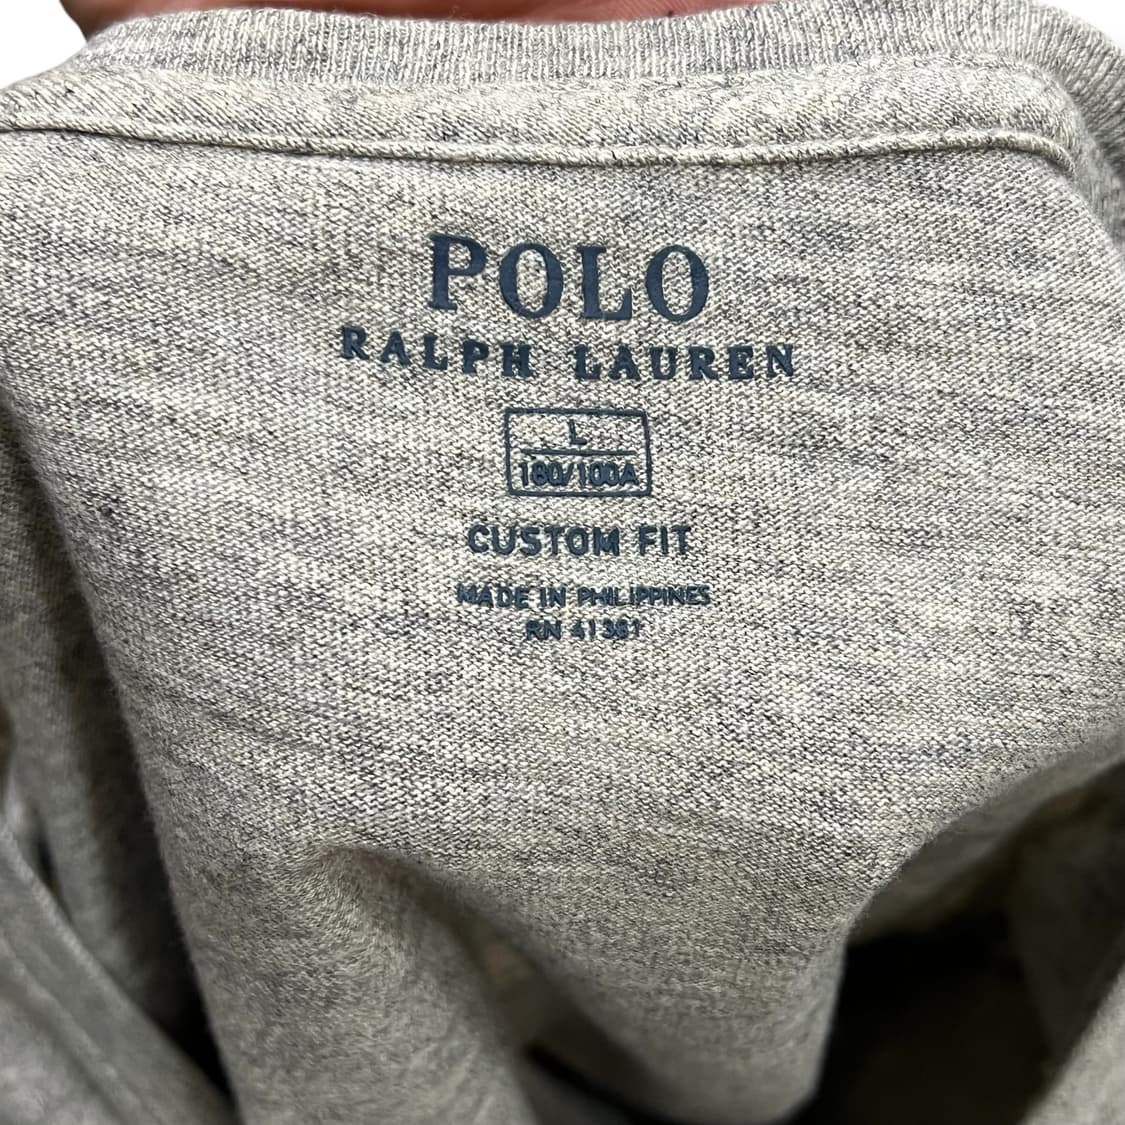 POLO
RALPH LAUREN
L
180/100A
CUSTOM FIT
MADE IN PHILIPPINES
RN 41381